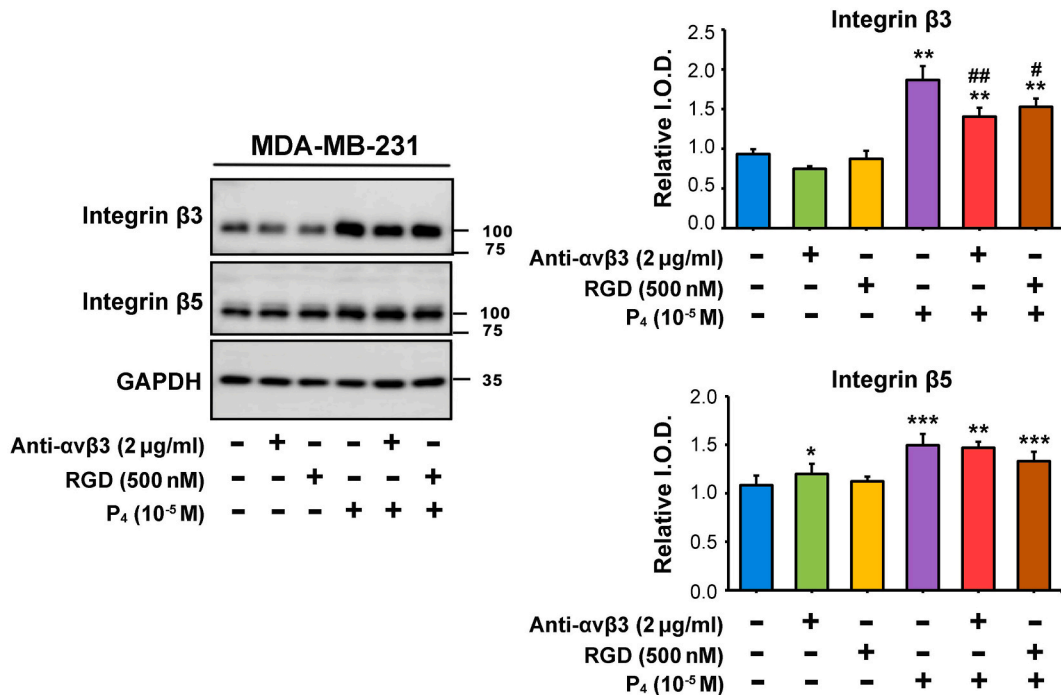 MDA-MB-231
Integrin β3
100
75
Integrin β5
100
75
GAPDH
35
Anti-αvβ3 (2 μg/ml) - + - - + -
RGD (500 nM) - - + - - +
P₄ (10⁻⁵ M) - - - + + +
Integrin β3
Relative I.O.D.
2.5
2.0
1.5
1.0
0.5
0.0
** ## ** # **
Anti-αvβ3 (2 μg/ml) - + - - + -
RGD (500 nM) - - + - - +
P₄ (10⁻⁵ M) - - - + + +
Integrin β5
Relative I.O.D.
2.0
1.5
1.0
0.5
0.0
* *** ** ***
Anti-αvβ3 (2 μg/ml) - + - - + -
RGD (500 nM) - - + - - +
P₄ (10⁻⁵ M) - - - + + +